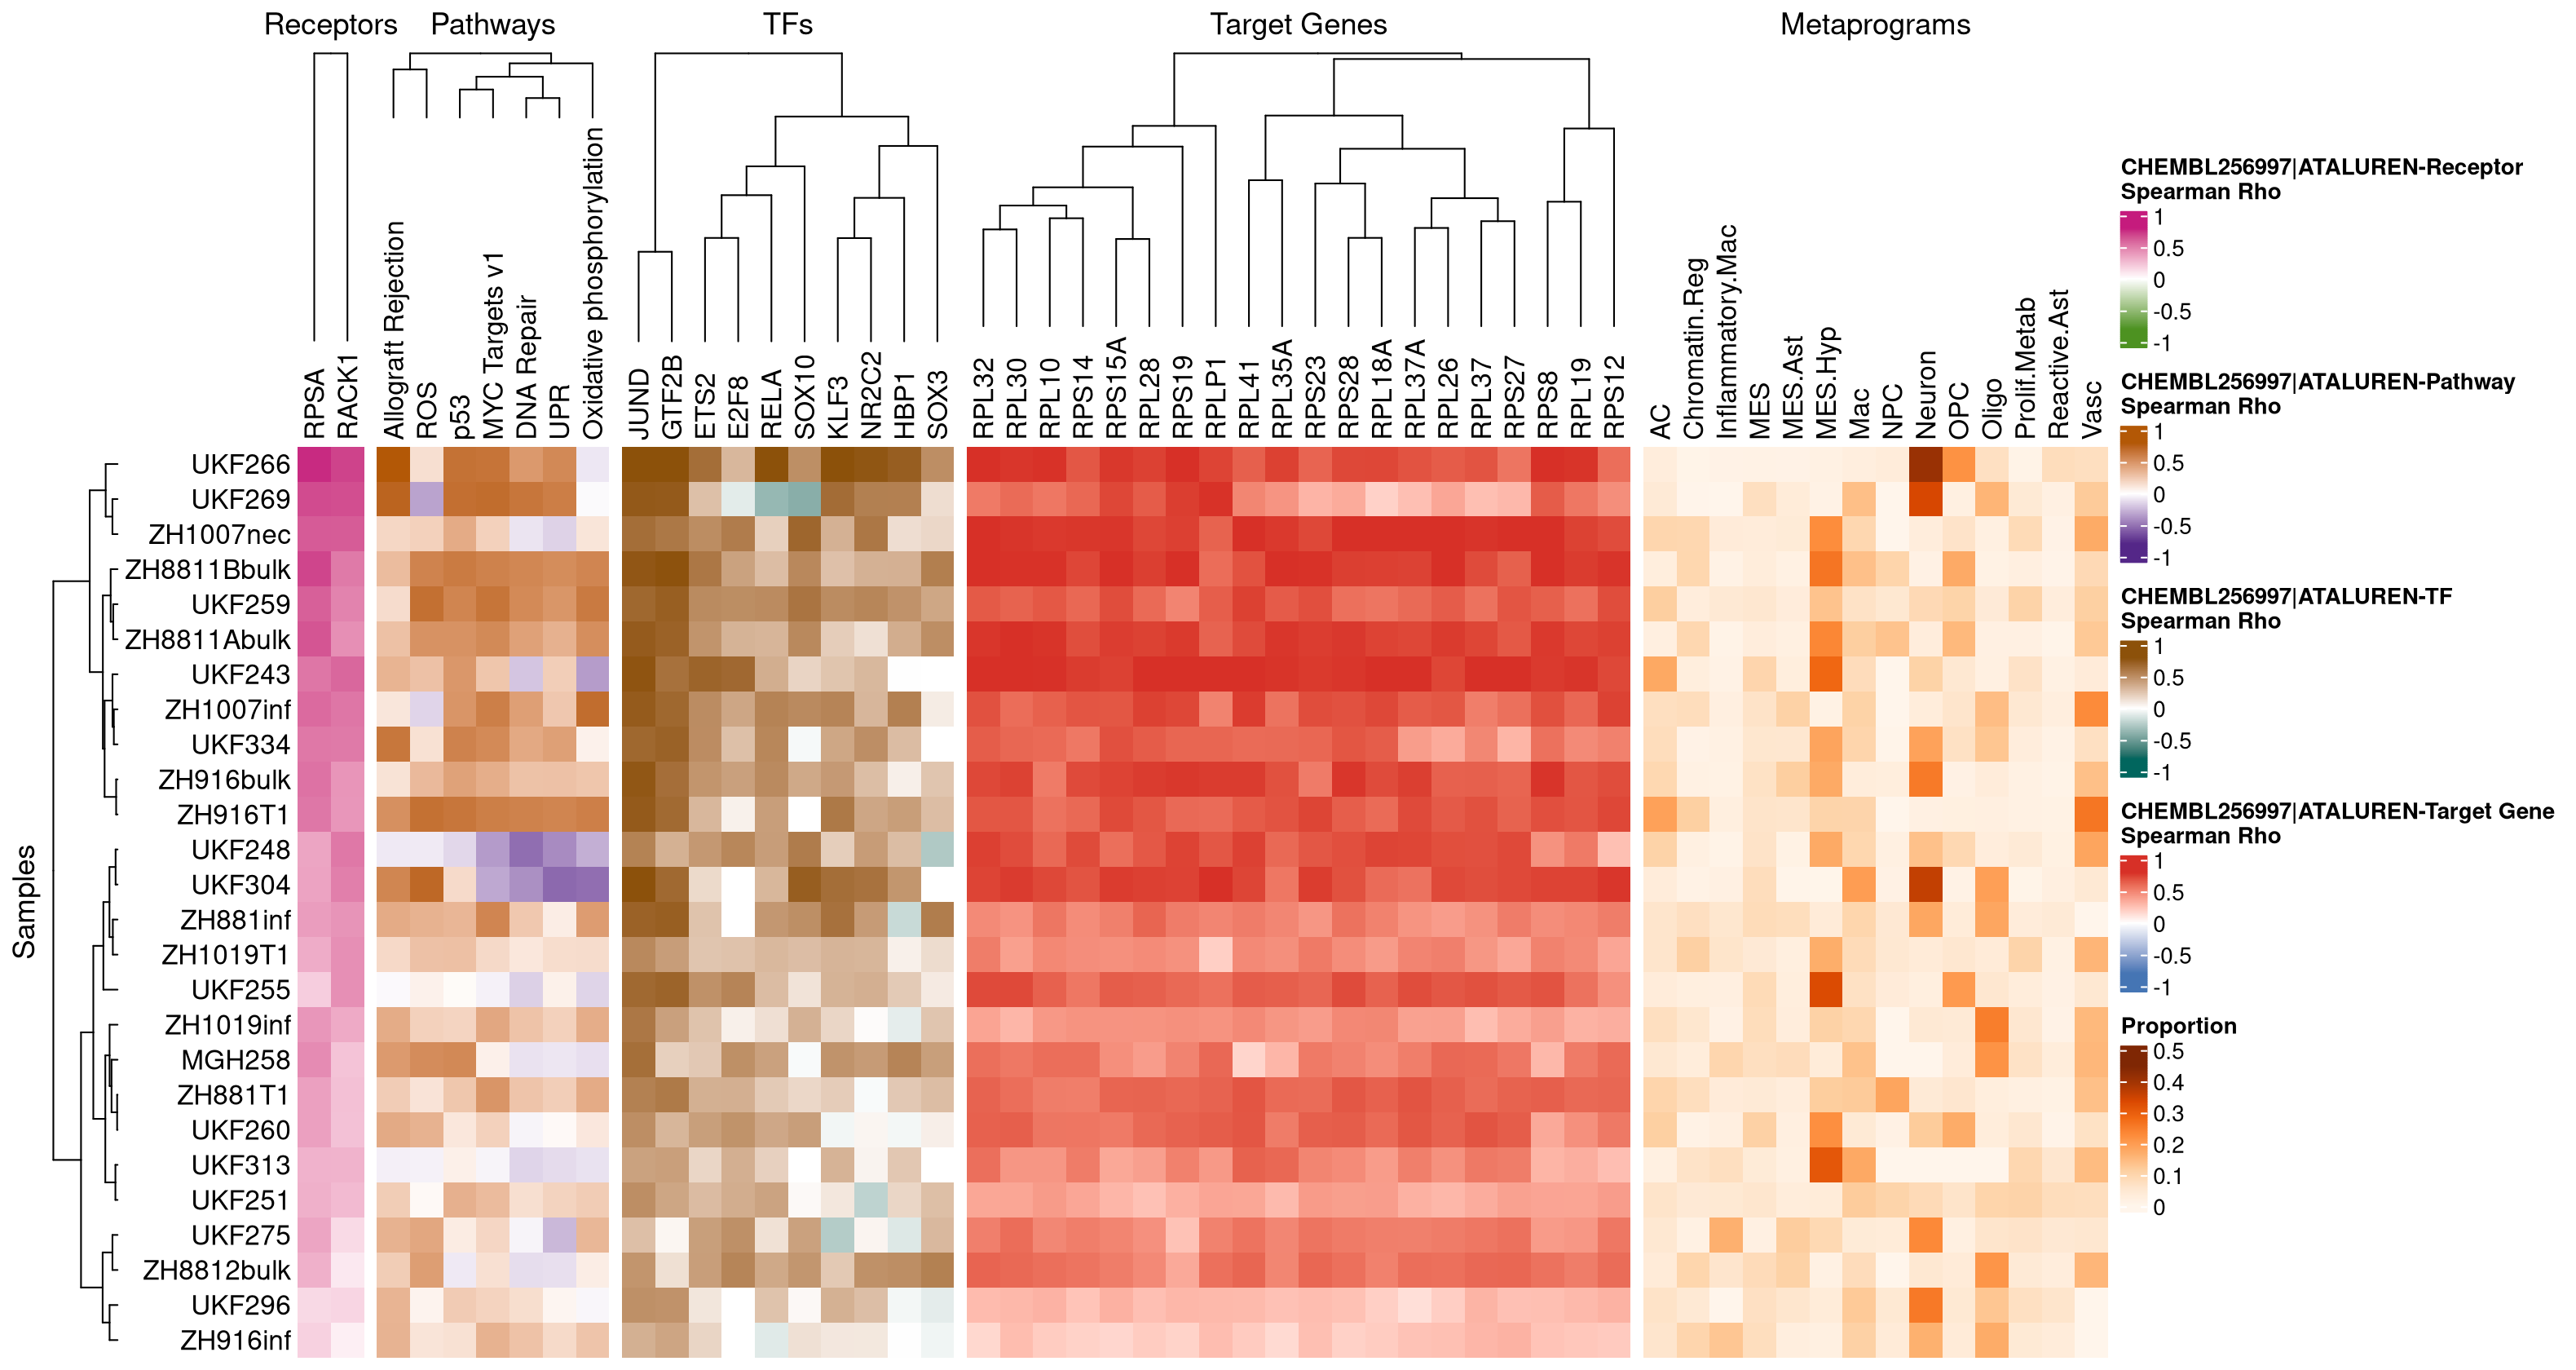 Receptors Pathways TFs Target Genes Metaprograms
RPSA
RACK1
Allograft Rejection
ROS
p53
MYC Targets v1
DNA Repair
UPR
Oxidative phosphorylation
JUND
GTF2B
ETS2
E2F8
RELA
SOX10
KLF3
NR2C2
HBP1
SOX3
RPL32
RPL30
RPL10
RPS14
RPS15A
RPL28
RPS19
RPLP1
RPL41
RPL35A
RPS23
RPS28
RPL18A
RPL37A
RPL26
RPL37
RPS27
RPS8
RPL19
RPS12
AC
Chromatin.Reg
Inflammatory.Mac
MES
MES.Ast
MES.Hyp
Mac
NPC
Neuron
OPC
Oligo
Prolif.Metab
Reactive.Ast
Vasc
Samples
UKF266
UKF269
ZH1007nec
ZH8811Bbulk
UKF259
ZH8811Abulk
UKF243
ZH1007inf
UKF334
ZH916bulk
ZH916T1
UKF248
UKF304
ZH881inf
ZH1019T1
UKF255
ZH1019inf
MGH258
ZH881T1
UKF260
UKF313
UKF251
UKF275
ZH8812bulk
UKF296
ZH916inf
CHEMBL256997|ATALUREN-Receptor
Spearman Rho
1
0.5
0
-0.5
-1
CHEMBL256997|ATALUREN-Pathway
Spearman Rho
1
0.5
0
-0.5
-1
CHEMBL256997|ATALUREN-TF
Spearman Rho
1
0.5
0
-0.5
-1
CHEMBL256997|ATALUREN-Target Gene
Spearman Rho
1
0.5
0
-0.5
-1
Proportion
0.5
0.4
0.3
0.2
0.1
0